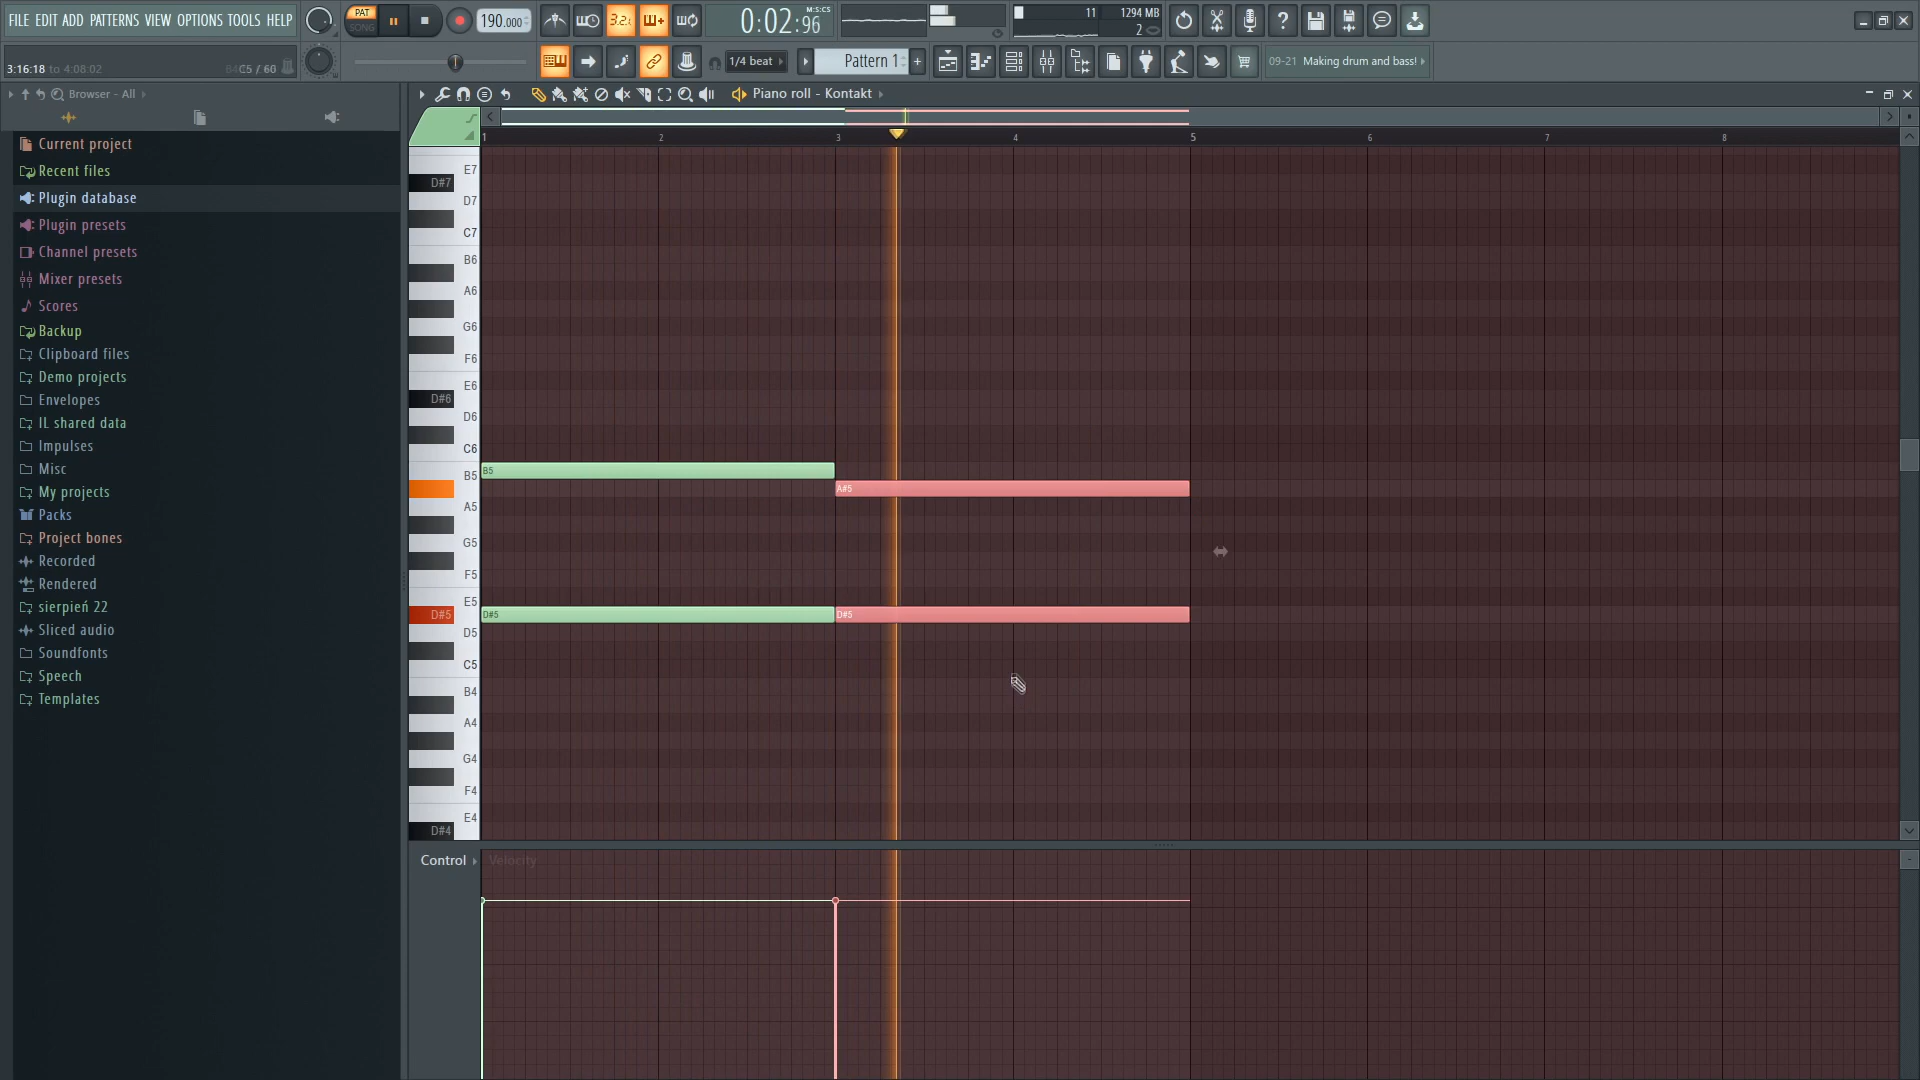 FILE EDIT ADD PATTERNS VIEW OPTIONS TOOLS HELP
PAT
SONG
190.000
3.2.
0:02:96
M:S:CS
11
1294 MB
2
3:16:18 to 4:08:02
C5 / 60
1/4 beat
Pattern 1
09-21 Making drum and bass!
Browser - All
Piano roll - Kontakt
Current project
Recent files
Plugin database
Plugin presets
Channel presets
Mixer presets
Scores
Backup
Clipboard files
Demo projects
Envelopes
IL shared data
Impulses
Misc
My projects
Packs
Project bones
Recorded
Rendered
sierpień 22
Sliced audio
Soundfonts
Speech
Templates
1 2 3 4 5 6 7 8
E7
D#7
D7
C7
B6
A6
G6
F6
E6
D#6
D6
C6
B5
B5
A#5
A5
G5
F5
E5
D#5
D#5
D#5
D5
C5
B4
A4
G4
F4
E4
D#4
Control
Velocity